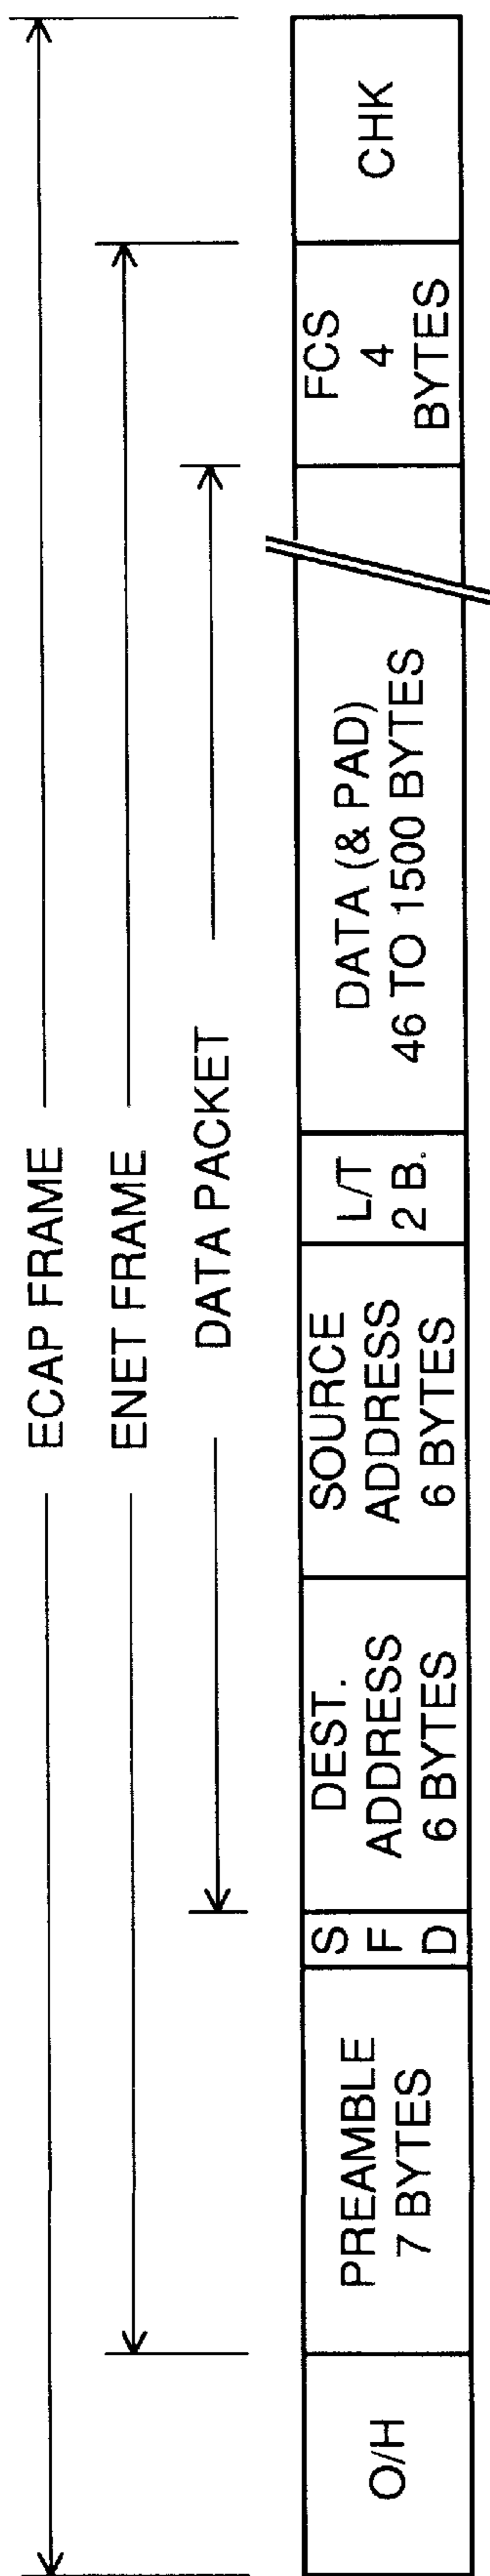 ECAP FRAME
ENET FRAME
DATA PACKET
O/H
PREAMBLE
7 BYTES
S
F
D
DEST.
ADDRESS
6 BYTES
SOURCE
ADDRESS
6 BYTES
L/T
2 B.
DATA (& PAD)
46 TO 1500 BYTES
FCS
4
BYTES
CHK